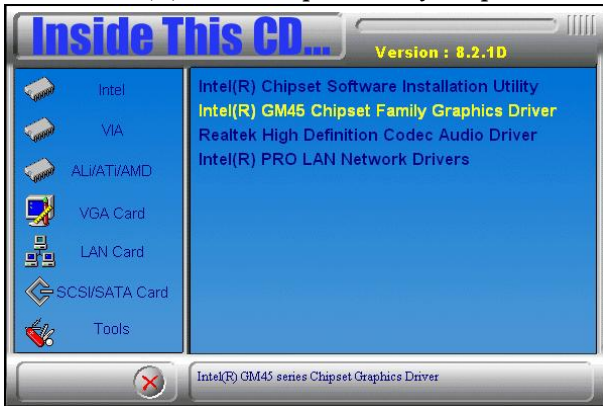 Inside This CD...
Version : 8.2.1D
Intel
VIA
ALi/ATi/AMD
VGA Card
LAN Card
SCSI/SATA Card
Tools
Intel(R) Chipset Software Installation Utility
Intel(R) GM45 Chipset Family Graphics Driver
Realtek High Definition Codec Audio Driver
Intel(R) PRO LAN Network Drivers
Intel(R) GM45 series Chipset Graphics Driver